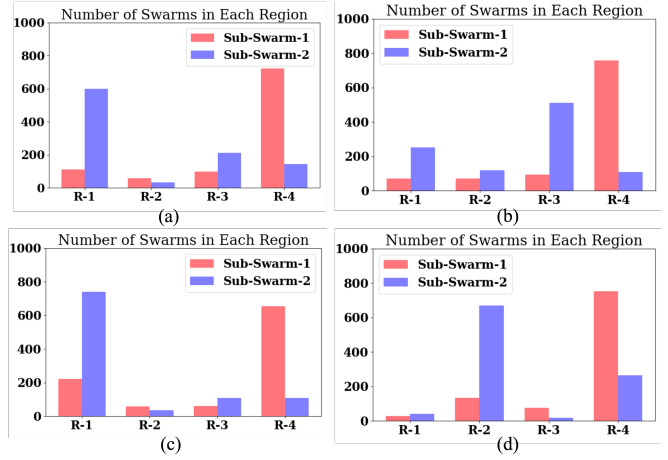 Number of Swarms in Each Region
1000
800
600
400
200
0
Sub-Swarm-1
Sub-Swarm-2
R-1 R-2 R-3 R-4
(a)
Number of Swarms in Each Region
1000
800
600
400
200
0
Sub-Swarm-1
Sub-Swarm-2
R-1 R-2 R-3 R-4
(b)
Number of Swarms in Each Region
1000
800
600
400
200
0
Sub-Swarm-1
Sub-Swarm-2
R-1 R-2 R-3 R-4
(c)
Number of Swarms in Each Region
1000
800
600
400
200
0
Sub-Swarm-1
Sub-Swarm-2
R-1 R-2 R-3 R-4
(d)